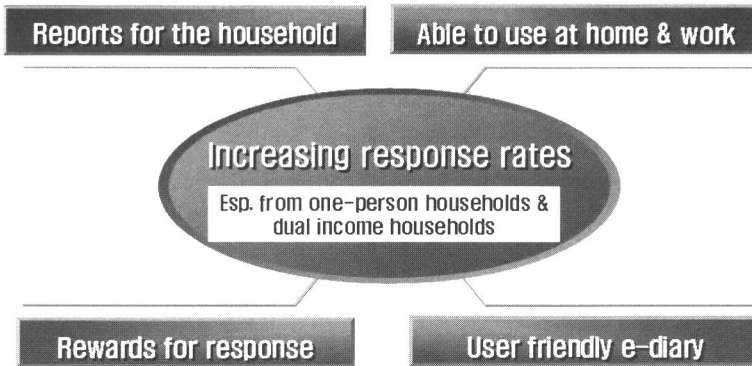 Reports for the household
Able to use at home & work
Increasing response rates
Esp. from one-person households &
dual income households
Rewards for response
User friendly e-diary